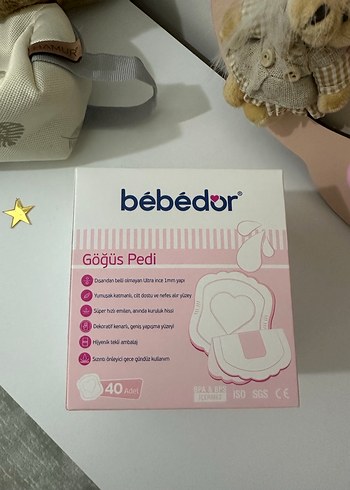 HAMUR
bébédor®
Göğüs Pedi
Dışarıdan belli olmayan Ultra ince 1mm yapı
Yumuşak katmanlı, cilt dostu ve nefes alır yüzey
Süper hızlı emilim, anında kuruluk hissi
Dekoratif kenarlı, geniş yapışma yüzeyi
Hijyenik tekli ambalaj
Sızıntı önleyici gece gündüz kullanım
40 Adet
ISO SGS CE